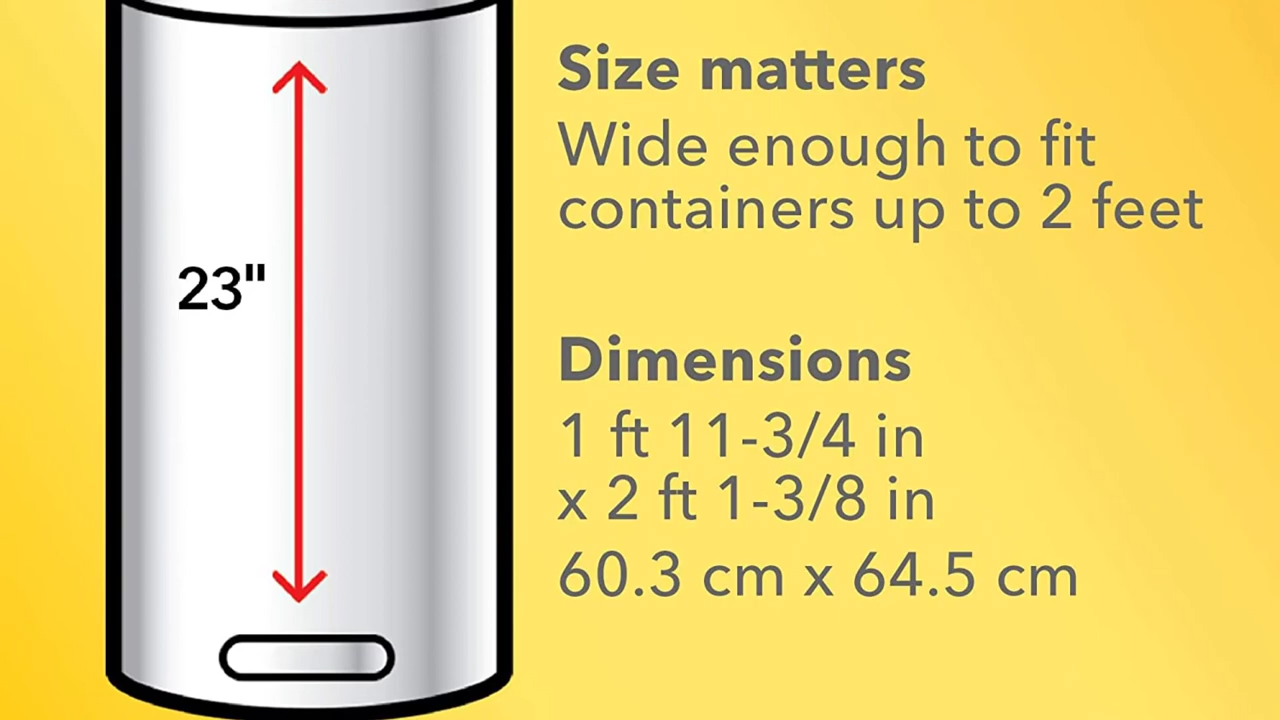 Size matters
Wide enough to fit
containers up to 2 feet
23"
Dimensions
1 ft 11-3/4 in
x 2 ft 1-3/8 in
60.3 cm x 64.5 cm